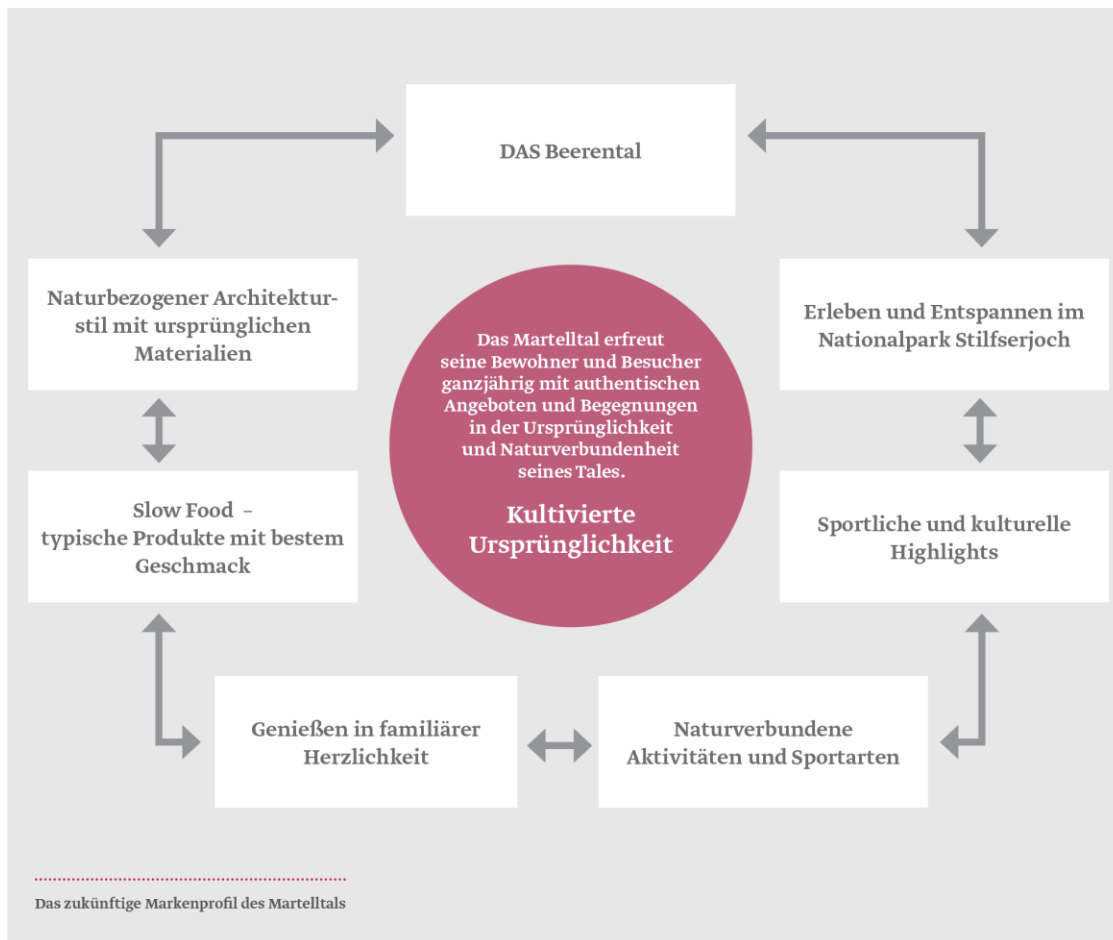 DAS Beerental
Naturbezogener Architektur-
stil mit ursprünglichen
Materialien
Erleben und Entspannen im
Nationalpark Stilfserjoch
Das Martelltal erfreut
seine Bewohner und Besucher
ganzjährig mit authentischen
Angeboten und Begegnungen
in der Ursprünglichkeit
und Naturverbundenheit
seines Tales.
Kultivierte
Ursprünglichkeit
Slow Food –
typische Produkte mit bestem
Geschmack
Sportliche und kulturelle
Highlights
Genießen in familiärer
Herzlichkeit
Naturverbundene
Aktivitäten und Sportarten
Das zukünftige Markenprofil des Martelltals